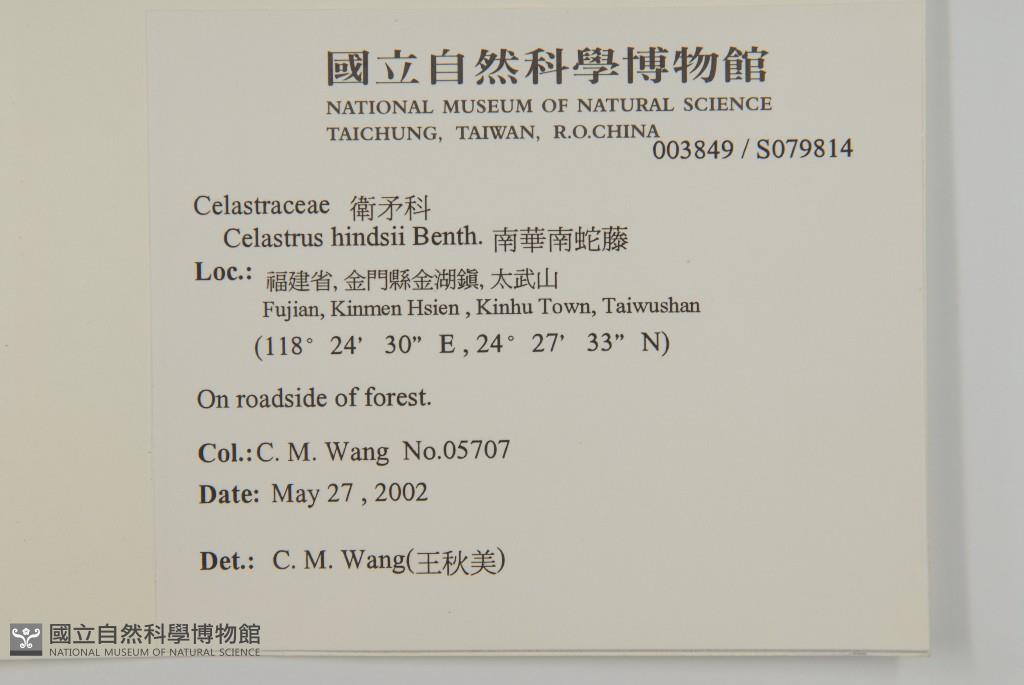 國立自然科學博物館
NATIONAL MUSEUM OF NATURAL SCIENCE
TAICHUNG, TAIWAN, R.O.CHINA
003849 / S079814
Celastraceae 衛矛科
Celastrus hindsii Benth. 南華南蛇藤
Loc.: 福建省, 金門縣金湖鎮, 太武山
Fujian, Kinmen Hsien , Kinhu Town, Taiwushan
(118° 24’ 30” E , 24° 27’ 33” N)
On roadside of forest.
Col.: C. M. Wang No.05707
Date: May 27 , 2002
Det.: C. M. Wang(王秋美)
國立自然科學博物館
NATIONAL MUSEUM OF NATURAL SCIENCE